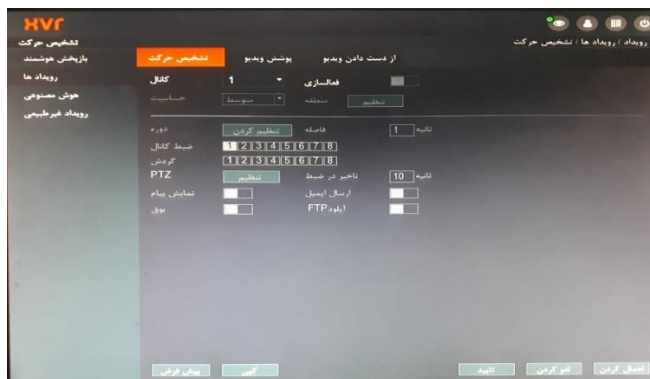 XVr
تشخیص حرکت
رویداد / رویداد ها / تشخیص حرکت
بازپخش هوشمند
رویداد ها
هوش مصنوعی
رویداد غیر طبیعی
تشخیص حرکت پوشش ویدیو از دست دادن ویدیو
کانال 1 فعالسازی
حساسیت متوسط منطقه تنظیم
دوره تنظیم کردن فاصله 1 ثانیه
ضبط کانال 1 2 3 4 5 6 7 8
گردش 1 2 3 4 5 6 7 8
PTZ تنظیم تاخیر در ضبط 10 ثانیه
نمایش پیام ارسال ایمیل
بوق آپلود FTP
پیش فرض کپی تایید لغو کردن اعمال کردن